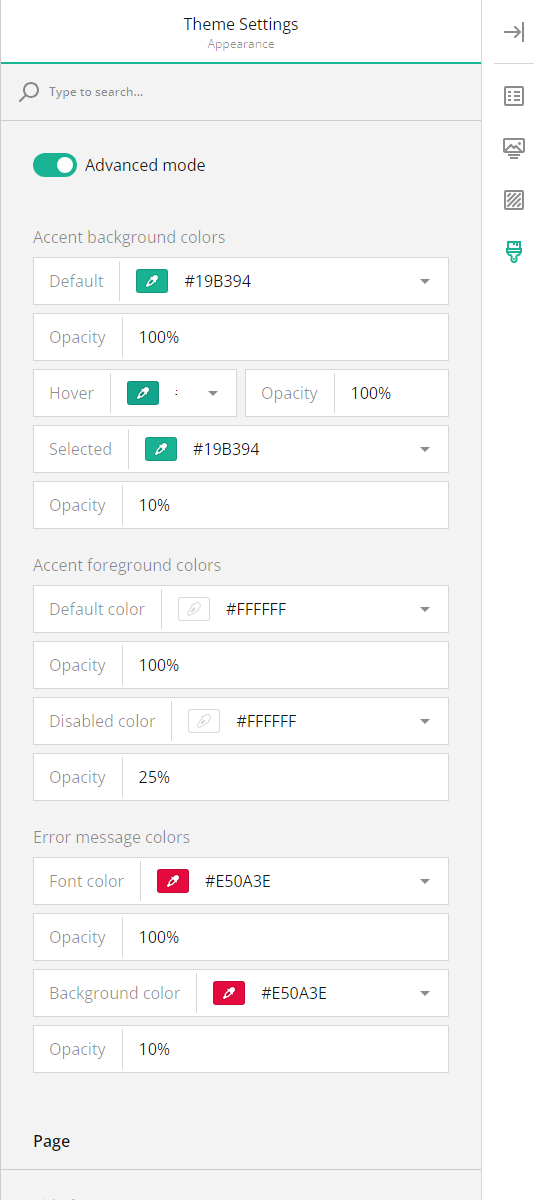 Theme Settings
Appearance
Type to search...
Advanced mode
Accent background colors
Default #19B394
Opacity 100%
Hover Opacity 100%
Selected #19B394
Opacity 10%
Accent foreground colors
Default color #FFFFFF
Opacity 100%
Disabled color #FFFFFF
Opacity 25%
Error message colors
Font color #E50A3E
Opacity 100%
Background color #E50A3E
Opacity 10%
Page